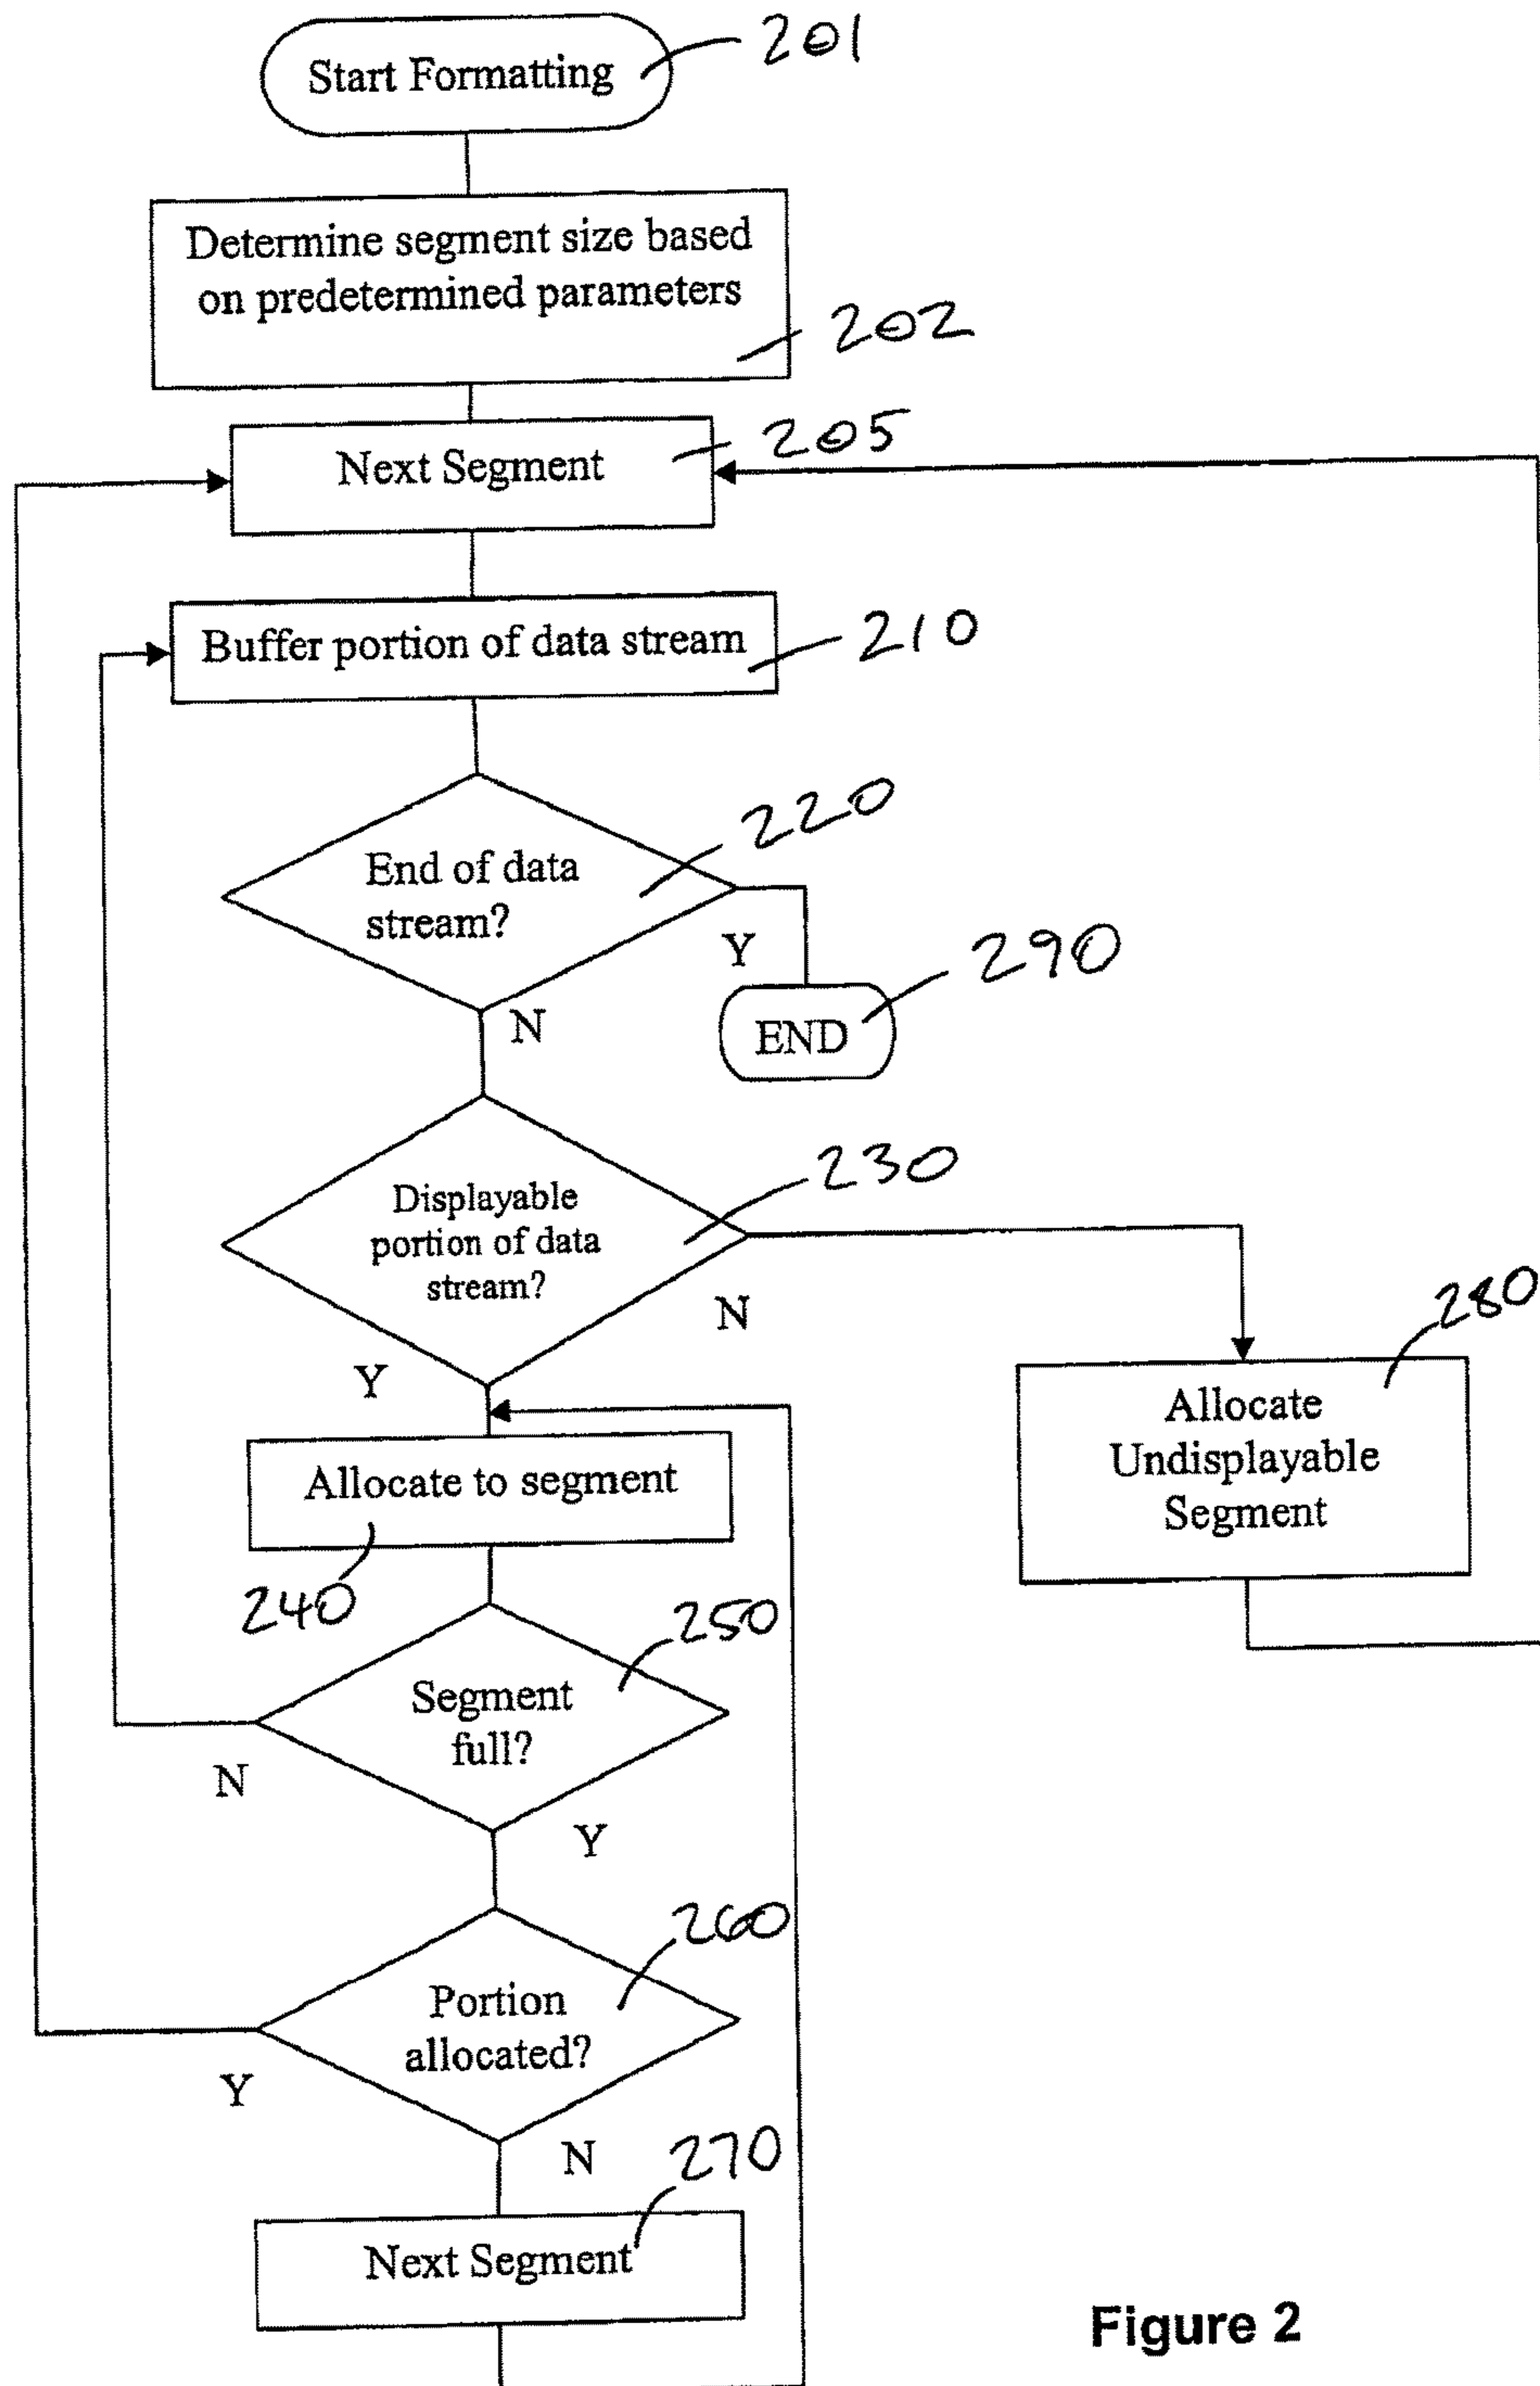 Start Formatting
201
Determine segment size based
on predetermined parameters
202
Next Segment
205
Buffer portion of data stream
210
End of data
stream?
220
Y
N
END
290
Displayable
portion of data
stream?
230
N
Y
Allocate
Undisplayable
Segment
280
Allocate to segment
240
Segment
full?
250
N
Y
Portion
allocated?
260
Y
N
Next Segment
270
Figure 2